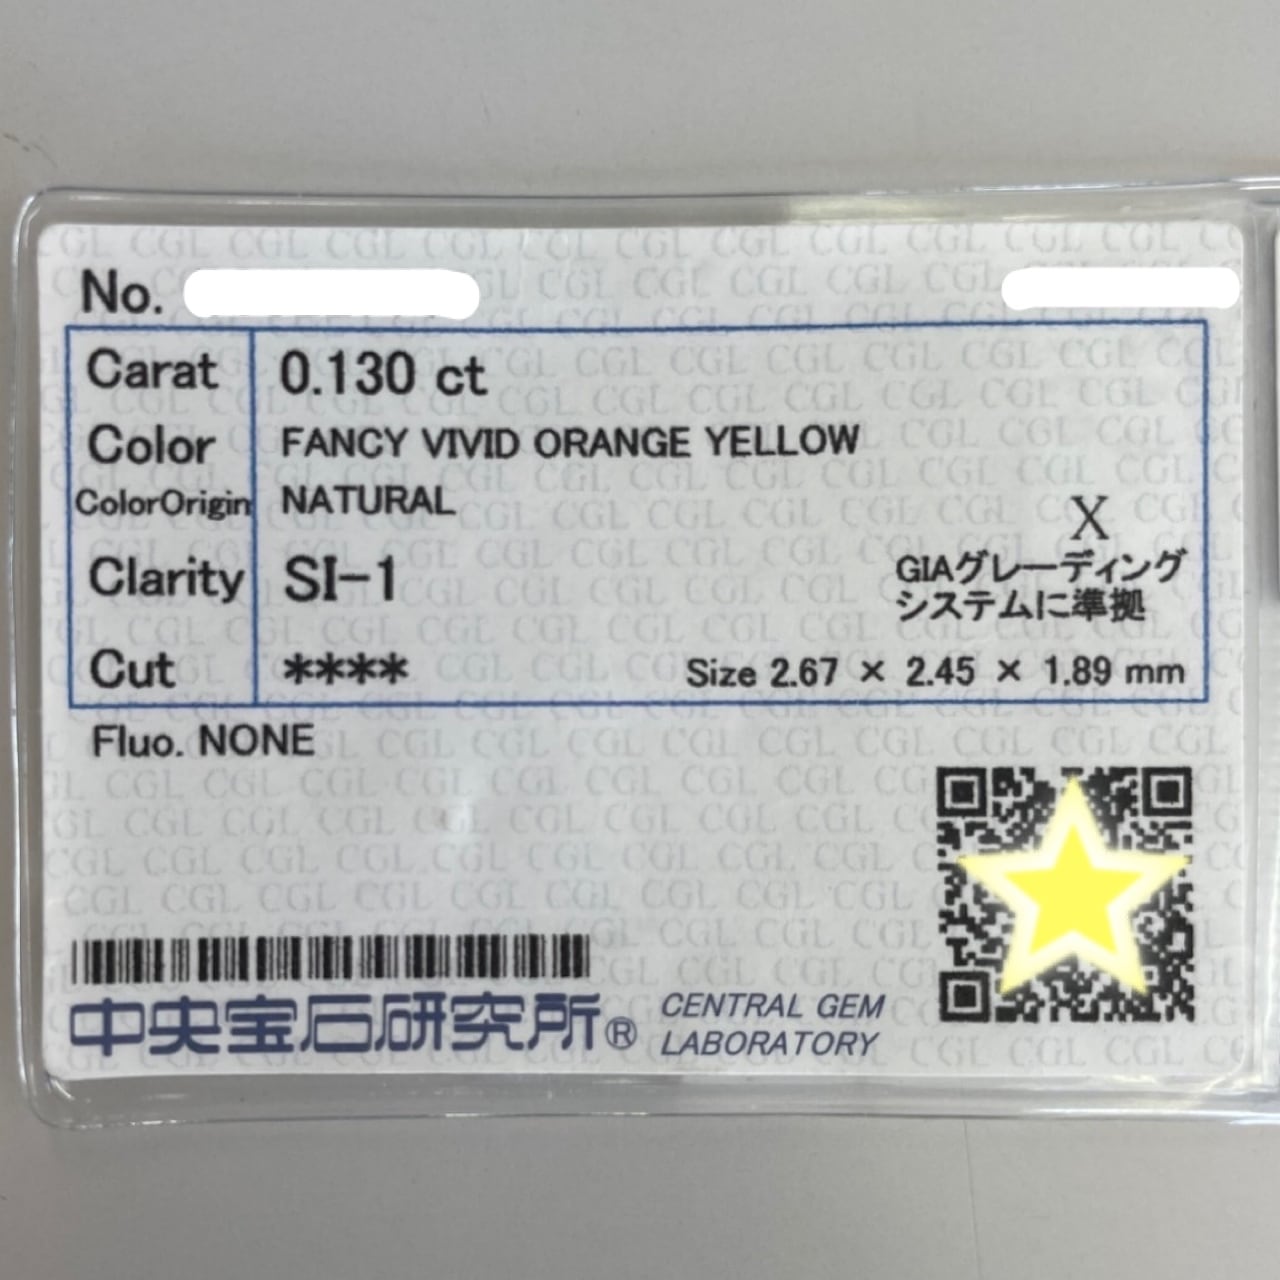 No.
Carat 0.130 ct
Color FANCY VIVID ORANGE YELLOW
ColorOrigin NATURAL
X
Clarity SI-1
GIAグレーディング
システムに準拠
Cut **** Size 2.67 × 2.45 × 1.89 mm
Fluo. NONE
中央宝石研究所® CENTRAL GEM
LABORATORY